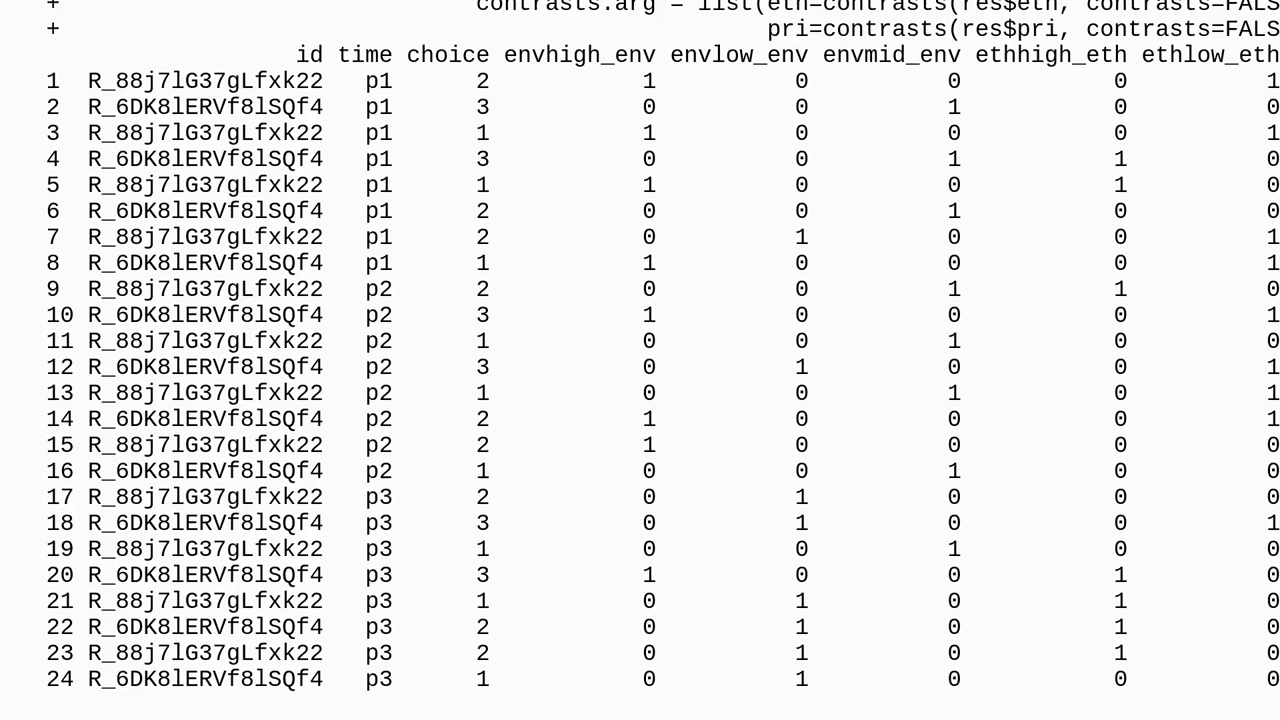 + contrasts.arg = list(eth=contrasts(res$eth, contrasts=FALS
+ pri=contrasts(res$pri, contrasts=FALS
id time choice envhigh_env envlow_env envmid_env ethhigh_eth ethlow_eth
1 R_88j7lG37gLfxk22 p1 2 1 0 0 0 1
2 R_6DK8lERVf8lSQf4 p1 3 0 0 1 0 0
3 R_88j7lG37gLfxk22 p1 1 1 0 0 0 1
4 R_6DK8lERVf8lSQf4 p1 3 0 0 1 1 0
5 R_88j7lG37gLfxk22 p1 1 1 0 0 1 0
6 R_6DK8lERVf8lSQf4 p1 2 0 0 1 0 0
7 R_88j7lG37gLfxk22 p1 2 0 1 0 0 1
8 R_6DK8lERVf8lSQf4 p1 1 1 0 0 0 1
9 R_88j7lG37gLfxk22 p2 2 0 0 1 1 0
10 R_6DK8lERVf8lSQf4 p2 3 1 0 0 0 1
11 R_88j7lG37gLfxk22 p2 1 0 0 1 0 0
12 R_6DK8lERVf8lSQf4 p2 3 0 1 0 0 1
13 R_88j7lG37gLfxk22 p2 1 0 0 1 0 1
14 R_6DK8lERVf8lSQf4 p2 2 1 0 0 0 1
15 R_88j7lG37gLfxk22 p2 2 1 0 0 0 0
16 R_6DK8lERVf8lSQf4 p2 1 0 0 1 0 0
17 R_88j7lG37gLfxk22 p3 2 0 1 0 0 0
18 R_6DK8lERVf8lSQf4 p3 3 0 1 0 0 1
19 R_88j7lG37gLfxk22 p3 1 0 0 1 0 0
20 R_6DK8lERVf8lSQf4 p3 3 1 0 0 1 0
21 R_88j7lG37gLfxk22 p3 1 0 1 0 1 0
22 R_6DK8lERVf8lSQf4 p3 2 0 1 0 1 0
23 R_88j7lG37gLfxk22 p3 2 0 1 0 1 0
24 R_6DK8lERVf8lSQf4 p3 1 0 1 0 0 0